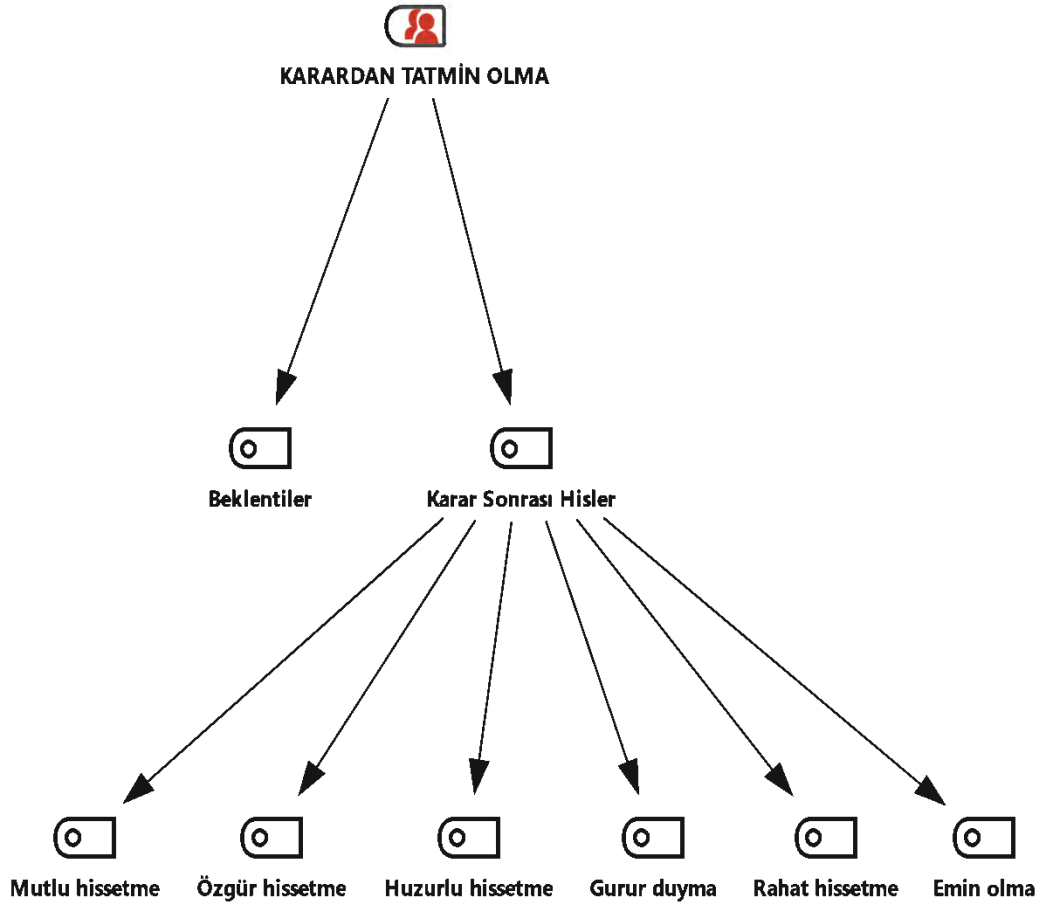 KARARDAN TATMİN OLMA
Beklentiler
Karar Sonrası Hisler
Mutlu hissetme
Özgür hissetme
Huzurlu hissetme
Gurur duyma
Rahat hissetme
Emin olma